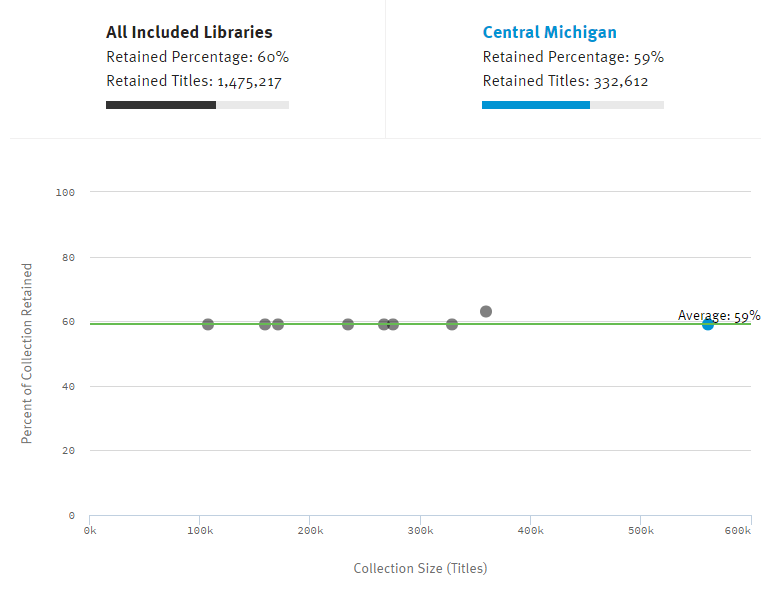 All Included Libraries
Retained Percentage: 60%
Retained Titles: 1,475,217
Central Michigan
Retained Percentage: 59%
Retained Titles: 332,612
100
80
60
40
20
0
Percent of Collection Retained
Average: 59%
0k
100k
200k
300k
400k
500k
600k
Collection Size (Titles)